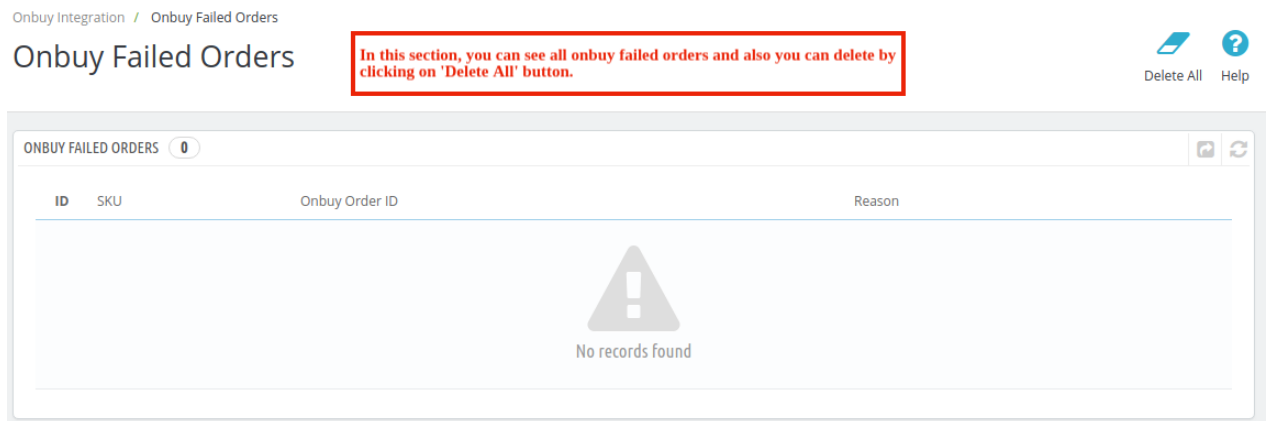 Onbuy Integration / Onbuy Failed Orders
Onbuy Failed Orders
In this section, you can see all onbuy failed orders and also you can delete by
clicking on 'Delete All' button.
Delete All Help
ONBUY FAILED ORDERS 0
ID SKU Onbuy Order ID Reason
No records found